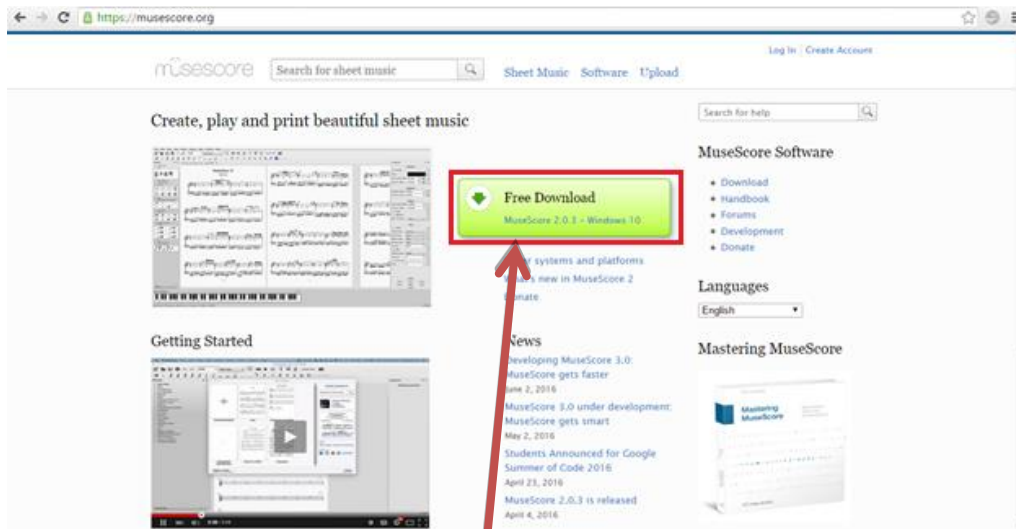 https://musescore.org
Log In Create Account
musescore Search for sheet music Sheet Music Software Upload
Create, play and print beautiful sheet music
Free Download
MuseScore 2.0.3 - Windows 10
systems and platforms
What's new in MuseScore 2
Donate
Getting Started
News
Developing MuseScore 3.0:
MuseScore gets faster
June 2, 2016
MuseScore 3.0 under development:
MuseScore gets smart
May 2, 2016
Students Announced for Google
Summer of Code 2016
April 23, 2016
MuseScore 2.0.3 is released
April 4, 2016
Search for help
MuseScore Software
Download
Handbook
Forums
Development
Donate
Languages
English
Mastering MuseScore
Mastering
MuseScore